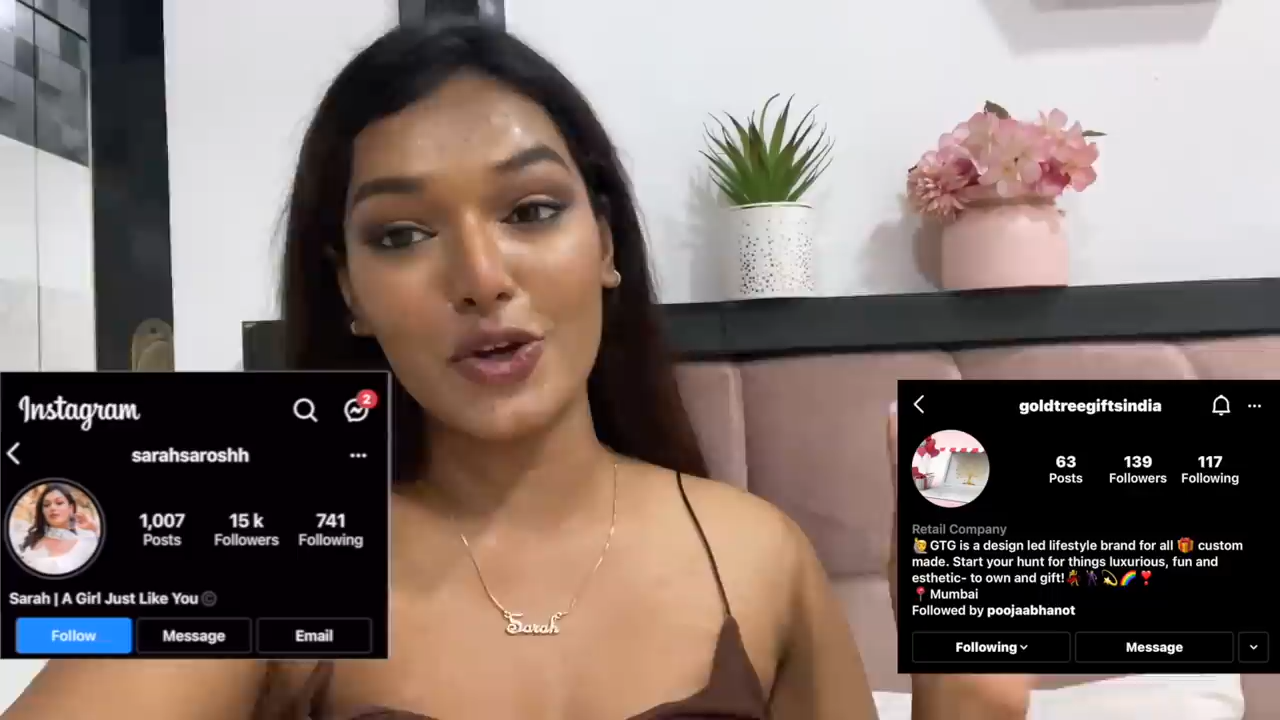 Instagram
2
sarahsaroshh
1,007
Posts
15 k
Followers
741
Following
Sarah | A Girl Just Like You ©
Follow
Message
Email
Sarah
goldtreegiftsindia
63
Posts
139
Followers
117
Following
Retail Company
🙋GTG is a design led lifestyle brand for all 🎁 custom
made. Start your hunt for things luxurious, fun and
esthetic- to own and gift!💃🕺💫🌈❣️
📍Mumbai
Followed by poojaabhanot
Following
Message